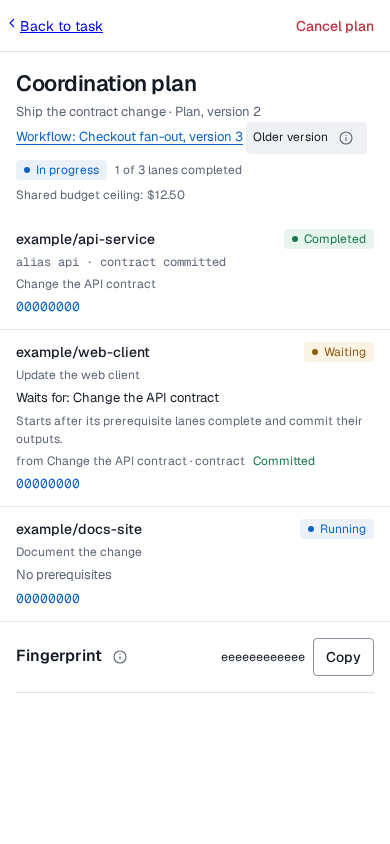 Back to task
Cancel plan
Coordination plan
Ship the contract change · Plan, version 2
Workflow: Checkout fan-out, version 3 Older version
In progress 1 of 3 lanes completed
Shared budget ceiling: $12.50
example/api-service Completed
alias api · contract committed
Change the API contract
00000000
example/web-client Waiting
Update the web client
Waits for: Change the API contract
Starts after its prerequisite lanes complete and commit their
outputs.
from Change the API contract · contract Committed
00000000
example/docs-site Running
Document the change
No prerequisites
00000000
Fingerprint eeeeeeeeeeee Copy